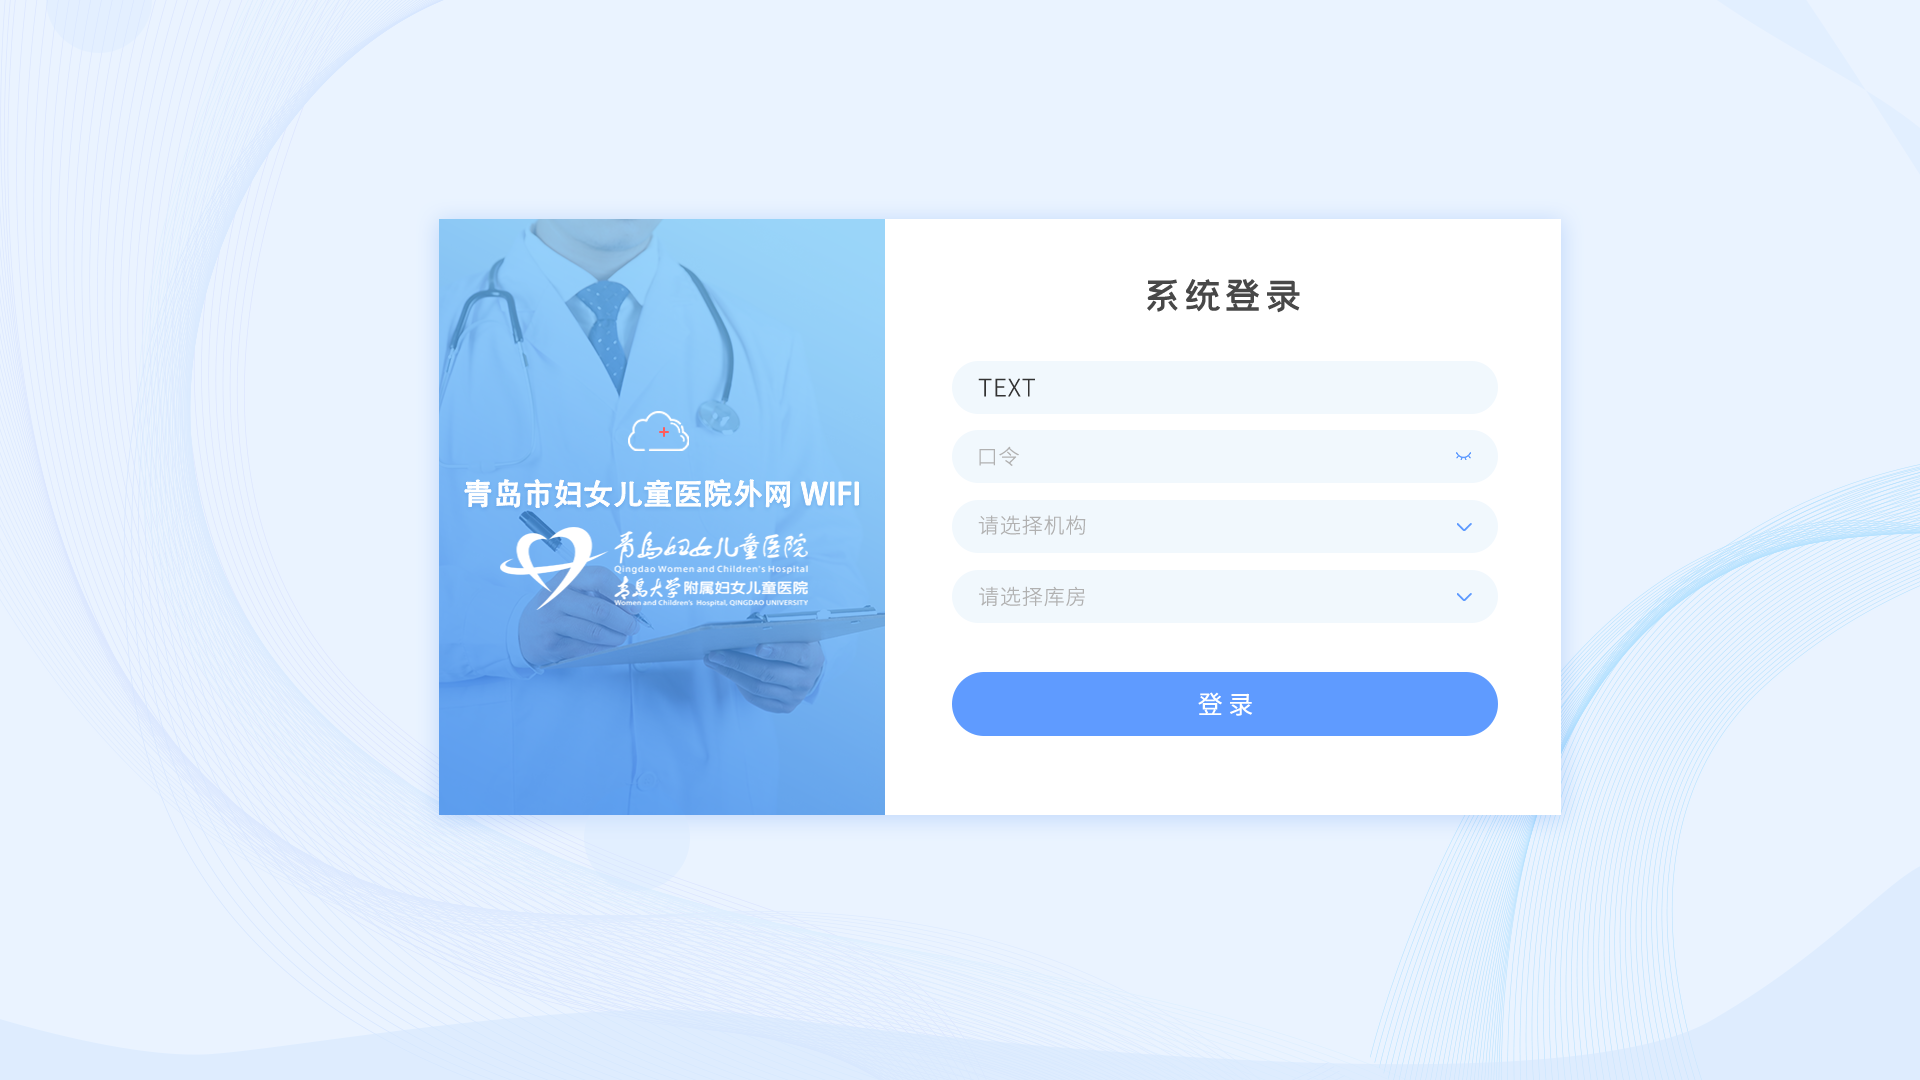 青岛市妇女儿童医院外网 WIFI
青岛妇女儿童医院
Qingdao Women and Children's Hospital
青岛大学附属妇女儿童医院
Women and Children's Hospital, QINGDAO UNIVERSITY
系统登录
TEXT
口令
请选择机构
请选择库房
登录